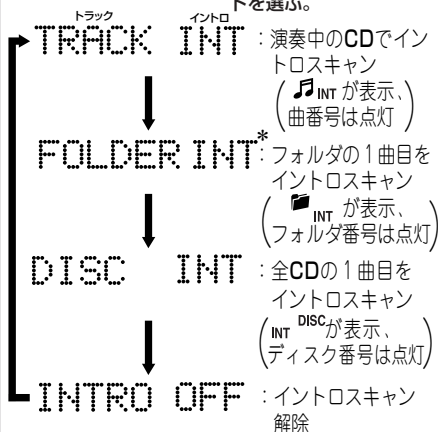 ドを選ぶ。
トラック イントロ
TRACK INT : 演奏中のCDでイン
トロスキャン
( INT が表示、
曲番号は点灯 )
FOLDER INT* : フォルダの1曲目を
イントロスキャン
( INT が表示、
フォルダ番号は点灯 )
DISC INT : 全CDの1曲目を
イントロスキャン
( INT DISCが表示、
ディスク番号は点灯 )
INTRO OFF : イントロスキャン
解除